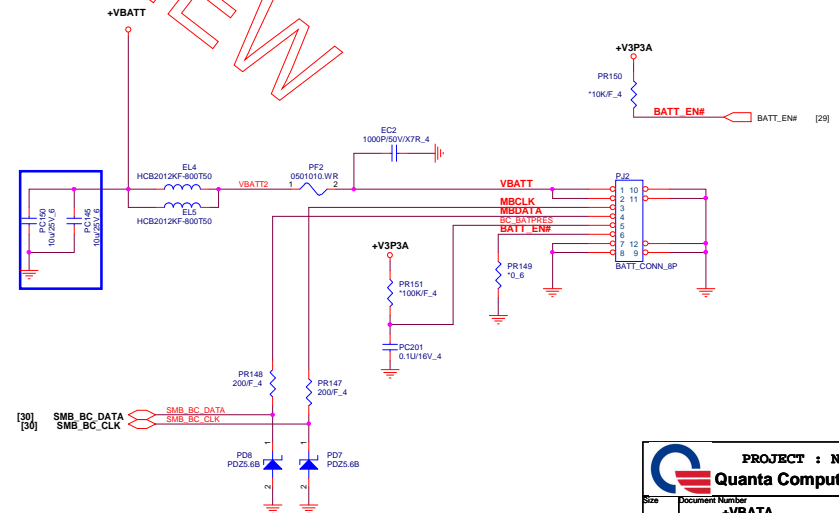 EW
+VBATT
+V3P3A
PR150
*10K/F_4
BATT_EN#
BATT_EN# [29]
EC2
1000P/50V/X7R_4
EL4
HCB2012KF-800T50
VBATT2
PF2
0501010.WR
1 2
EL5
HCB2012KF-800T50
PC150
10u/25V_6
PC145
10u/25V_6
VBATT
MBCLK
MBDATA
BC_BATPRES
BATT_EN#
PJ2
1 10
2 11
3
4
5
6
7 12
8 9
BATT_CONN_8P
+V3P3A
PR151
*100K/F_4
PR149
*0_6
PC201
0.1U/16V_4
PR148
200/F_4
PR147
200/F_4
[30] SMB_BC_DATA
SMB_BC_DATA
[30] SMB_BC_CLK
SMB_BC_CLK
PD8
PDZ5.6B
1
2
PD7
PDZ5.6B
1
2
PROJECT : N
Quanta Comput
Size
Document Number
+VBATA